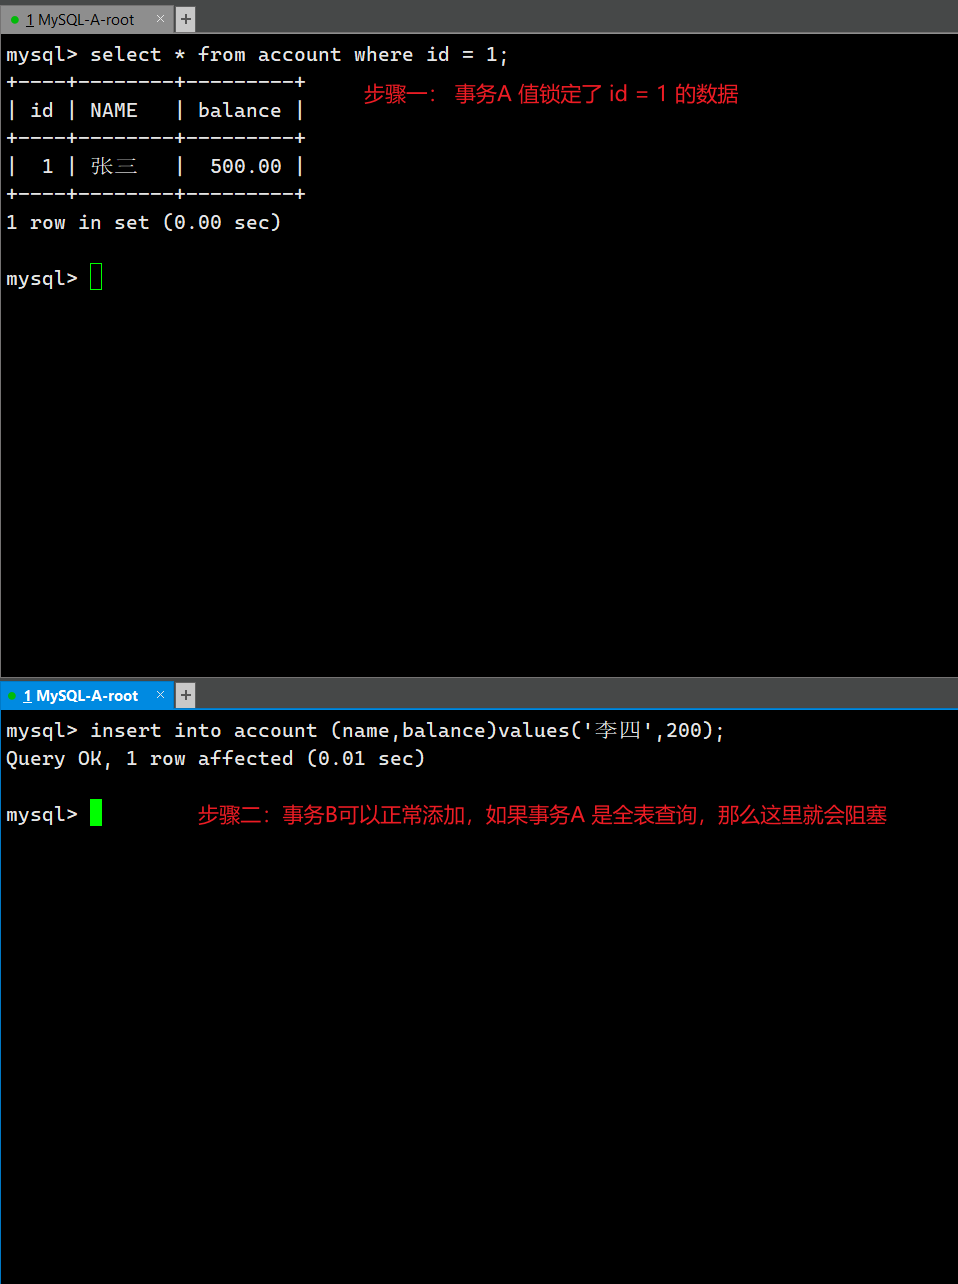 1 MySQL-A-root × +
mysql> select * from account where id = 1;
+----+--------+---------+
步骤一： 事务A 值锁定了 id = 1 的数据
| id | NAME   | balance |
+----+--------+---------+
|  1 | 张三   |  500.00 |
+----+--------+---------+
1 row in set (0.00 sec)
mysql>
1 MySQL-A-root × +
mysql> insert into account (name,balance)values('李四',200);
Query OK, 1 row affected (0.01 sec)
mysql> 步骤二：事务B可以正常添加，如果事务A 是全表查询，那么这里就会阻塞